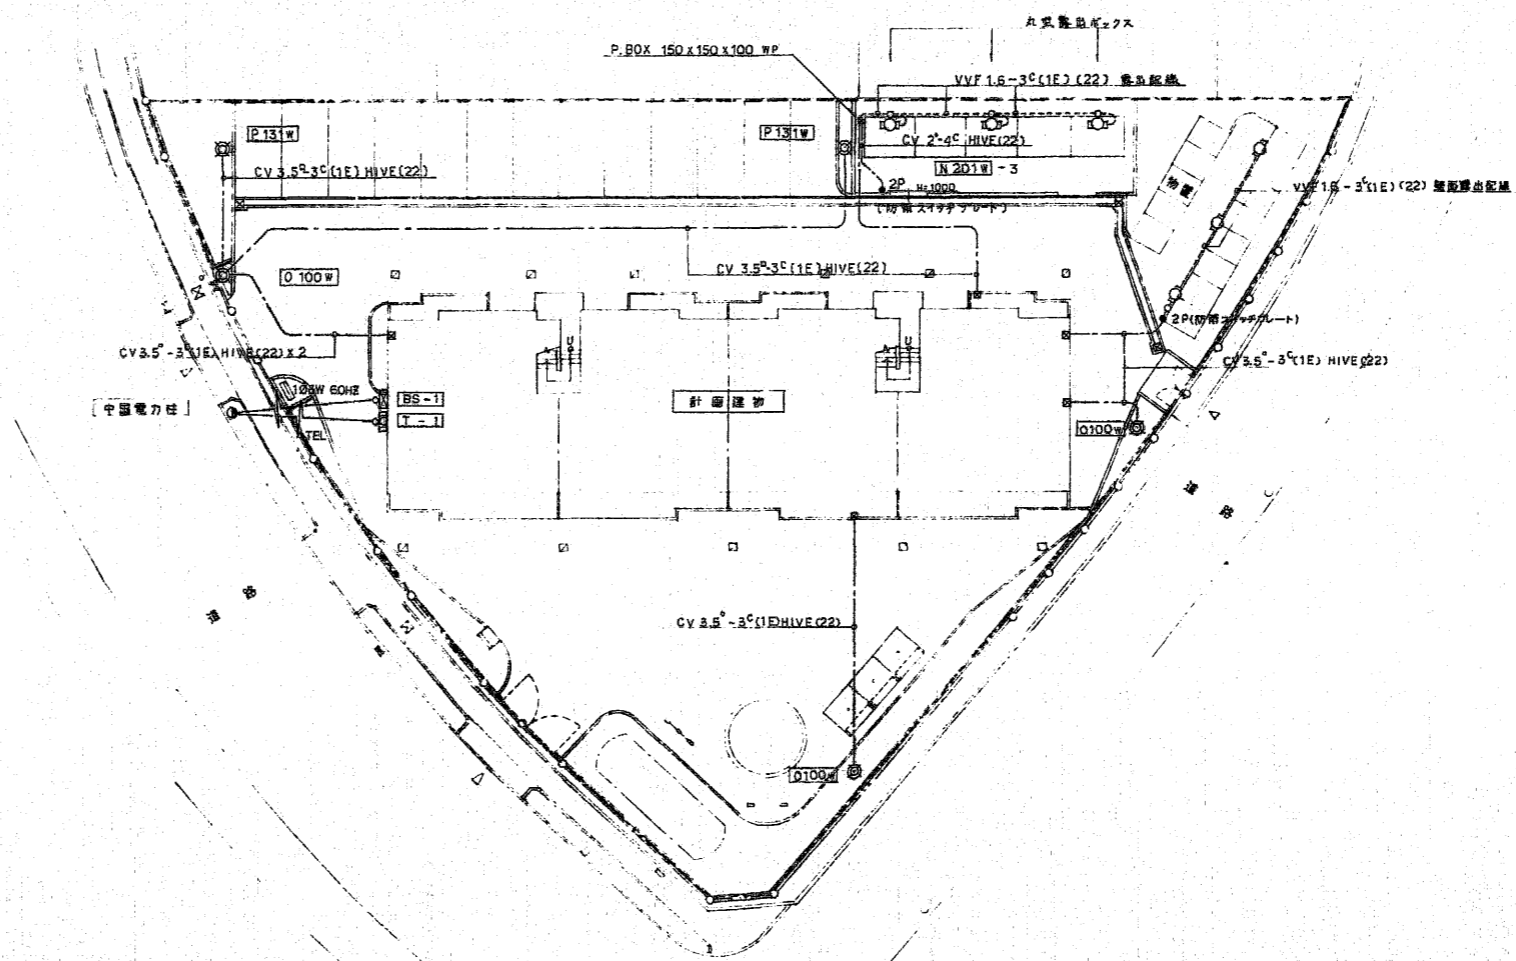 丸型露出ボックス
P.BOX 150x150x100 WP
VVF 1.6-3C(1E)(22) 露出配線
P 131W
P 131W
CV 2°-4C HIVE(22)
CV 3.5°-3C(1E) HIVE(22)
N 201W - 3
物置
2P H=1000
(防雨スイッチプレート)
VVF 1.6-3C(1E)(22) 壁面露出配線
O 100W
CV 3.5°-3C(1E) HIVE(22)
2P(防雨スイッチプレート)
CV 3.5°-3C(1E) HIVE(22)x2
CV 3.5°-3C(1E) HIVE(22)
中国電力柱
60HZ
BS-1
T-1
TEL
計画建物
O100W
道路
道路
CV 3.5°-3C(1E)HIVE(22)
O100W